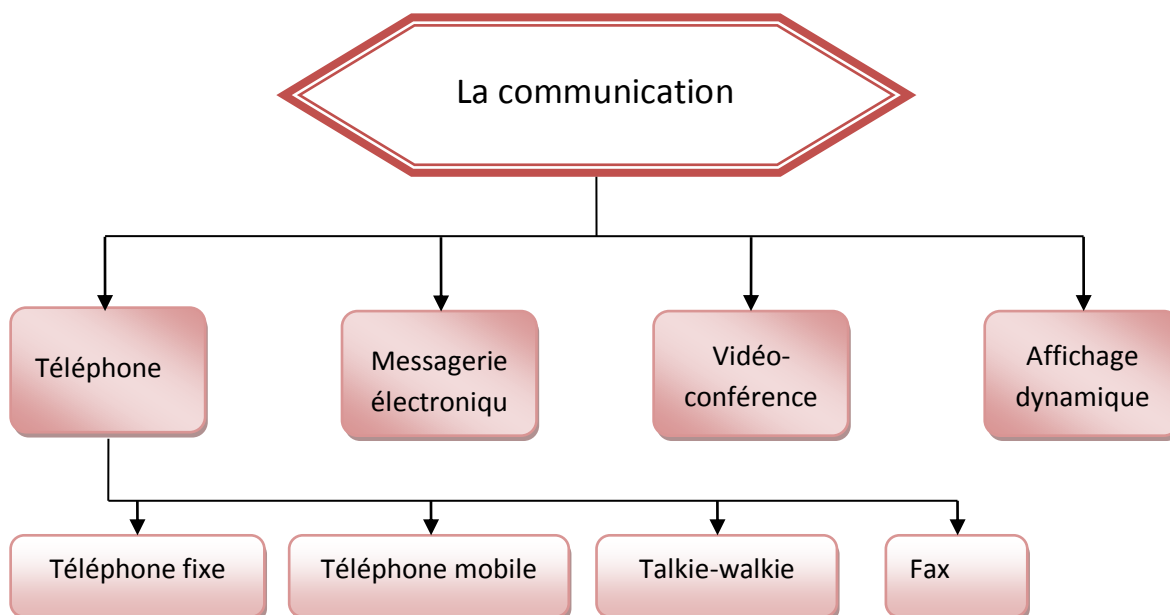 La communication
Téléphone
Messagerie
électroniqu
Vidéo-
conférence
Affichage
dynamique
Téléphone fixe
Téléphone mobile
Talkie-walkie
Fax